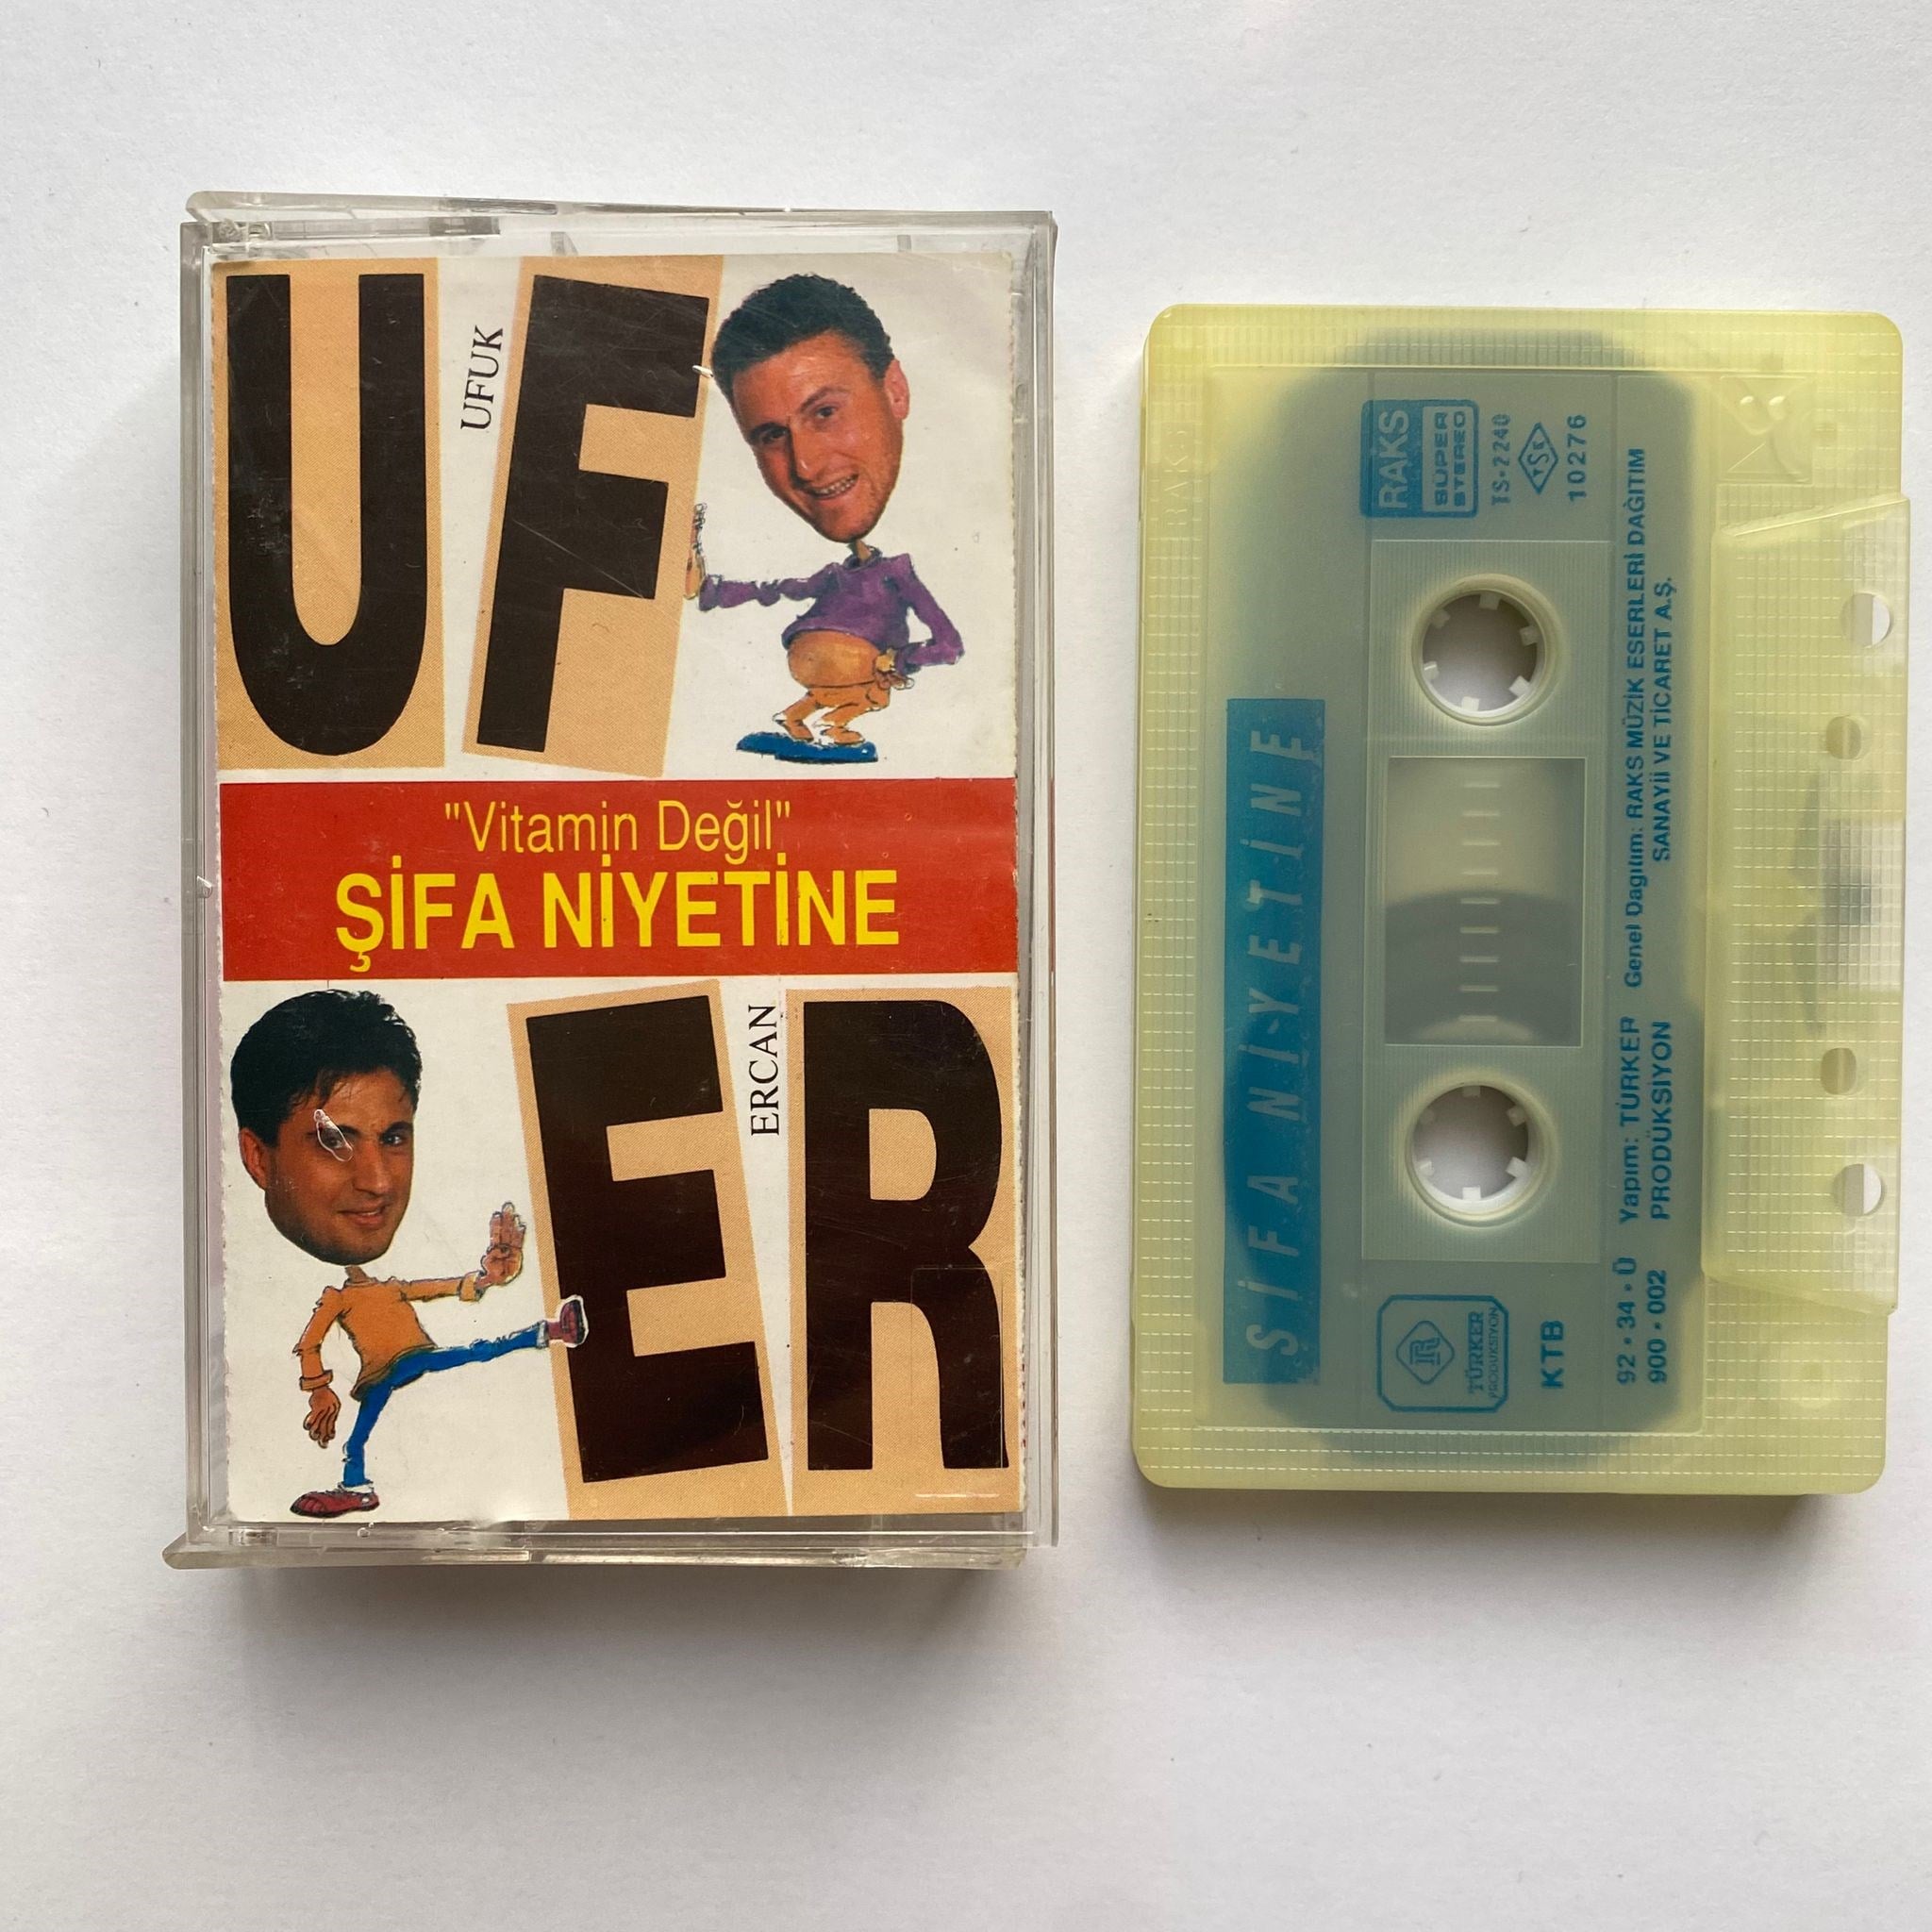 UF
UFUK
"Vitamin Değil"
ŞİFA NİYETİNE
ER
ERCAN
ŞİFA NİYETİNE
RAKS
SÜPER
STEREO
TS-2240
TSE
10276
TÜRKER
PRODÜKSİYON
KTB
92 • 34 • Ü
900 • 002
Yapım: TÜRKER
PRODÜKSİYON
Genel Dağıtım: RAKS MÜZİK ESERLERİ DAĞITIM
SANAYİİ VE TİCARET A.Ş.
RAKS